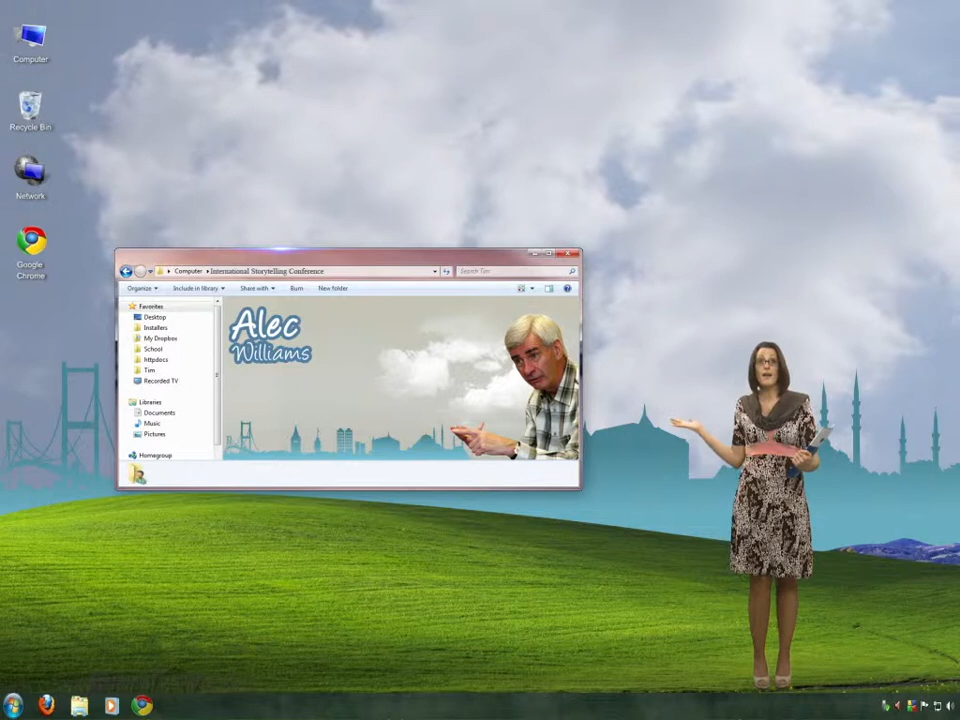 Computer
Recycle Bin
Network
Google
Chrome
Computer
International Storytelling Conference
Search Tim
Organize
Include in library
Share with
Burn
New folder
Favorites
Desktop
Installers
My Dropbox
School
httpdocs
Tim
Recorded TV
Libraries
Documents
Music
Pictures
Homegroup
Alec
Williams